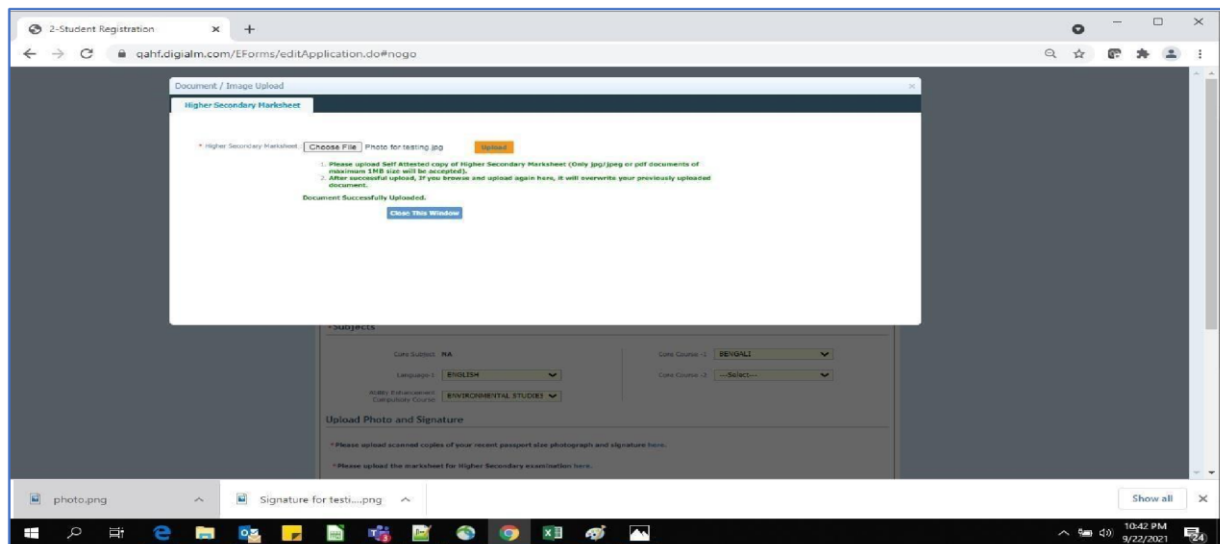 2-Student Registration
qahf.digialm.com/EForms/editApplication.do#nogo
Document / Image Upload
Higher Secondary Marksheet
* Higher Secondary Marksheet Choose File Photo for testing.jpg Upload
1. Please upload Self Attested copy of Higher Secondary Marksheet (Only jpg/jpeg or pdf documents of
maximum 1MB size will be accepted).
2. After successful upload, If you browse and upload again here, it will overwrite your previously uploaded
document.
Document Successfully Uploaded.
Close This Window
*Subjects
Core Subject NA Core Course -1 BENGALI
Language-1 ENGLISH Core Course -2 ---Select---
Ability Enhancement
Compulsory Course ENVIRONMENTAL STUDIES
Upload Photo and Signature
* Please upload scanned copies of your recent passport size photograph and signature here.
* Please upload the marksheet for Higher Secondary examination here.
photo.png Signature for testi....png Show all
10:42 PM
9/22/2021
24